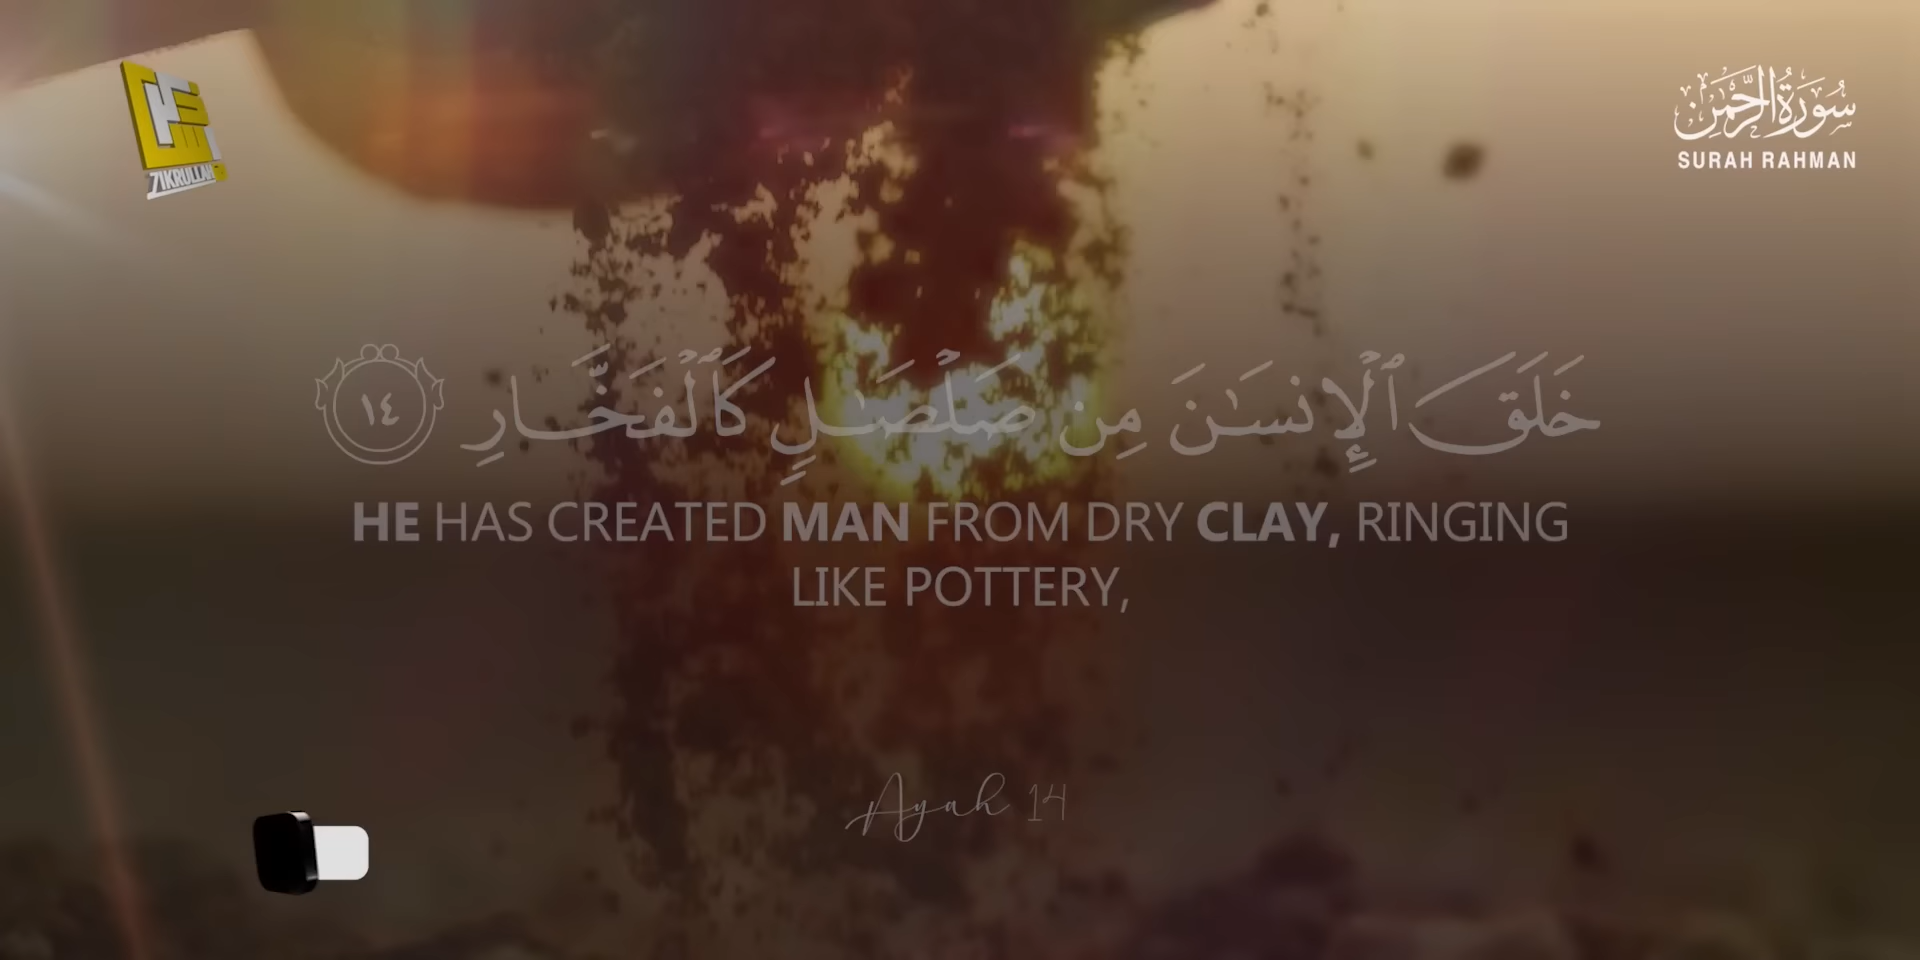 ZIKRULLAH
سُورَةُ الرَّحْمٰن
SURAH RAHMAN
خَلَقَ ٱلْإِنسَـٰنَ مِن صَلْصَـٰلٍ كَٱلْفَخَّارِ ١٤
HE HAS CREATED MAN FROM DRY CLAY, RINGING
LIKE POTTERY,
Ayah 14